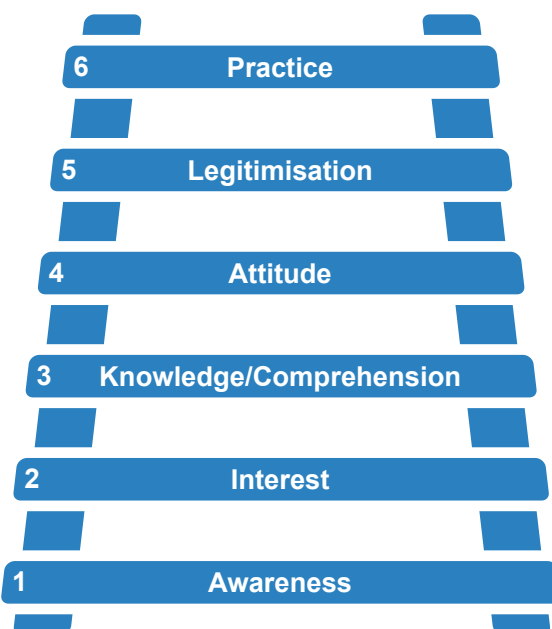 6 Practice
5 Legitimisation
4 Attitude
3 Knowledge/Comprehension
2 Interest
1 Awareness